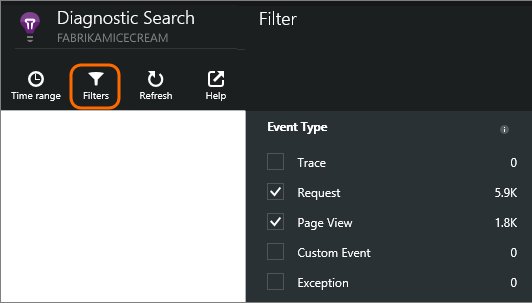 Diagnostic Search
FABRIKAMICECREAM
Filter
Time range
Filters
Refresh
Help
Event Type
Trace 0
Request 5.9K
Page View 1.8K
Custom Event 0
Exception 0